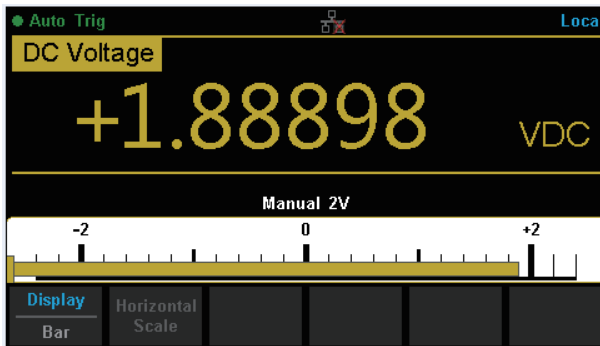 Auto Trig Loca
DC Voltage
+1.88898 VDC
Manual 2V
-2 0 +2
Display Horizontal
Bar Scale